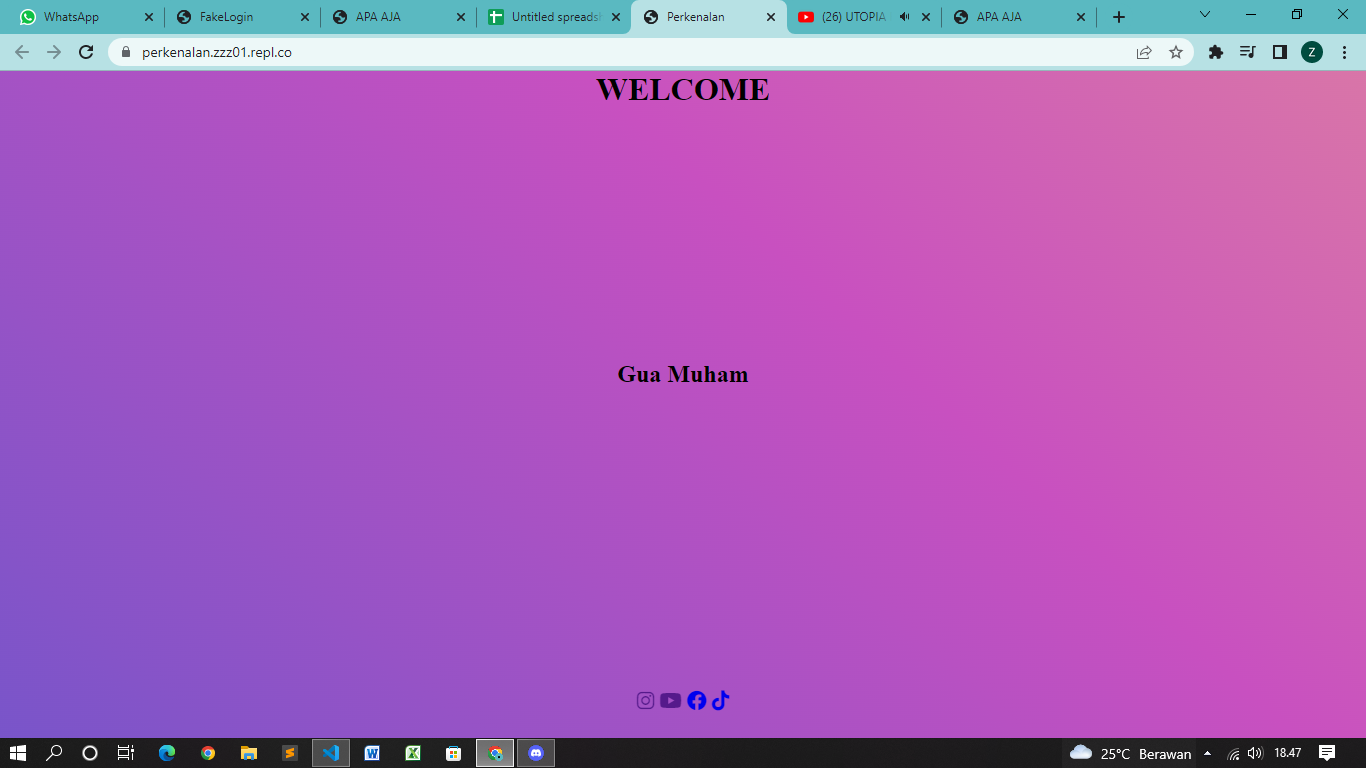 WhatsApp
FakeLogin
APA AJA
Untitled spreadsh
Perkenalan
(26) UTOPIA
APA AJA
perkenalan.zzz01.repl.co
Z
WELCOME
Gua Muham
25°C Berawan
18.47